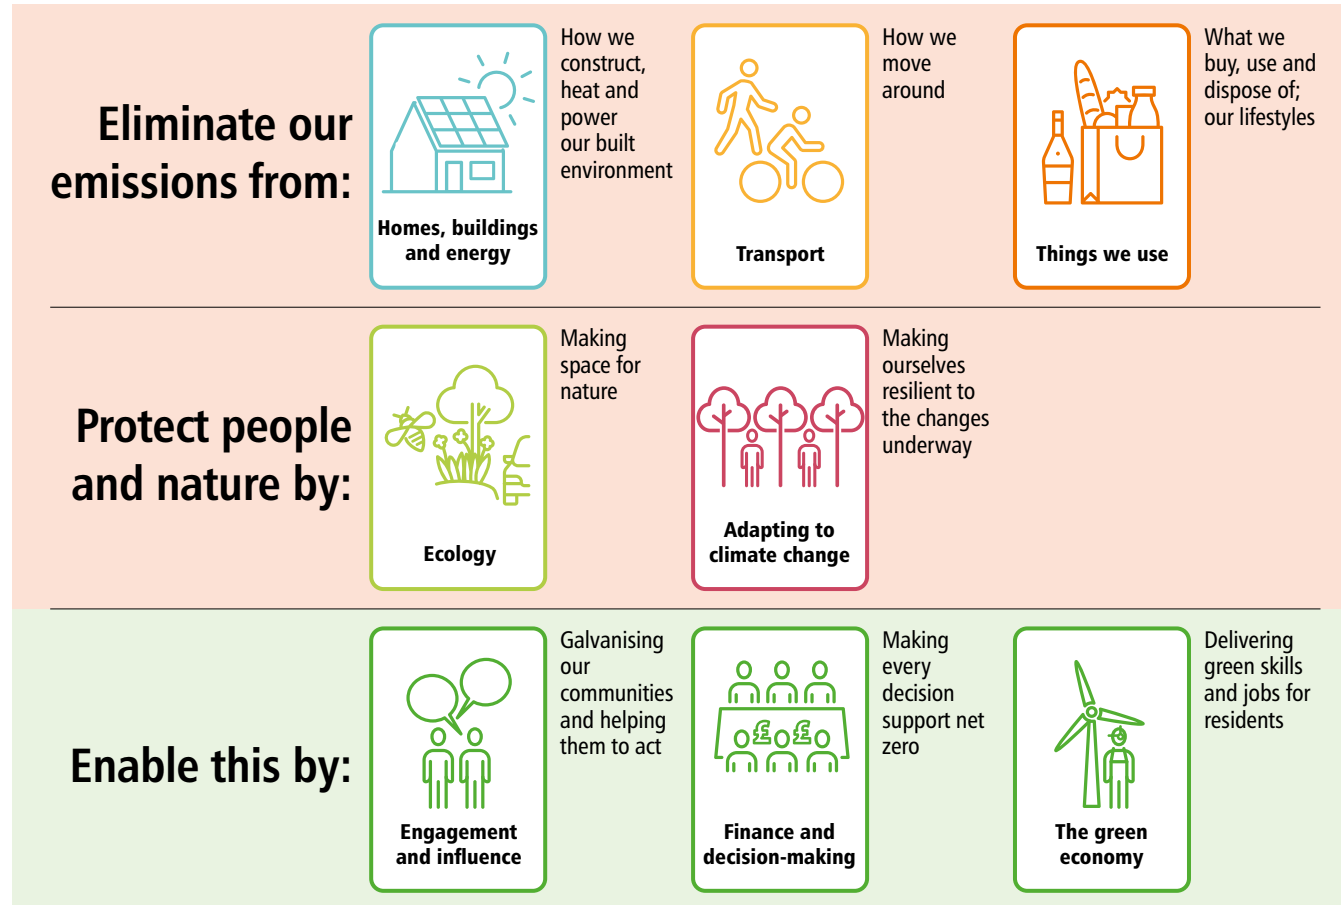 Eliminate our
emissions from:
Homes, buildings
and energy
How we
construct,
heat and
power
our built
environment
Transport
How we
move
around
Things we use
What we
buy, use and
dispose of;
our lifestyles
Protect people
and nature by:
Ecology
Making
space for
nature
Adapting to
climate change
Making
ourselves
resilient to
the changes
underway
Enable this by:
Engagement
and influence
Galvanising
our
communities
and helping
them to act
££
Finance and
decision-making
Making
every
decision
support net
zero
The green
economy
Delivering
green skills
and jobs for
residents